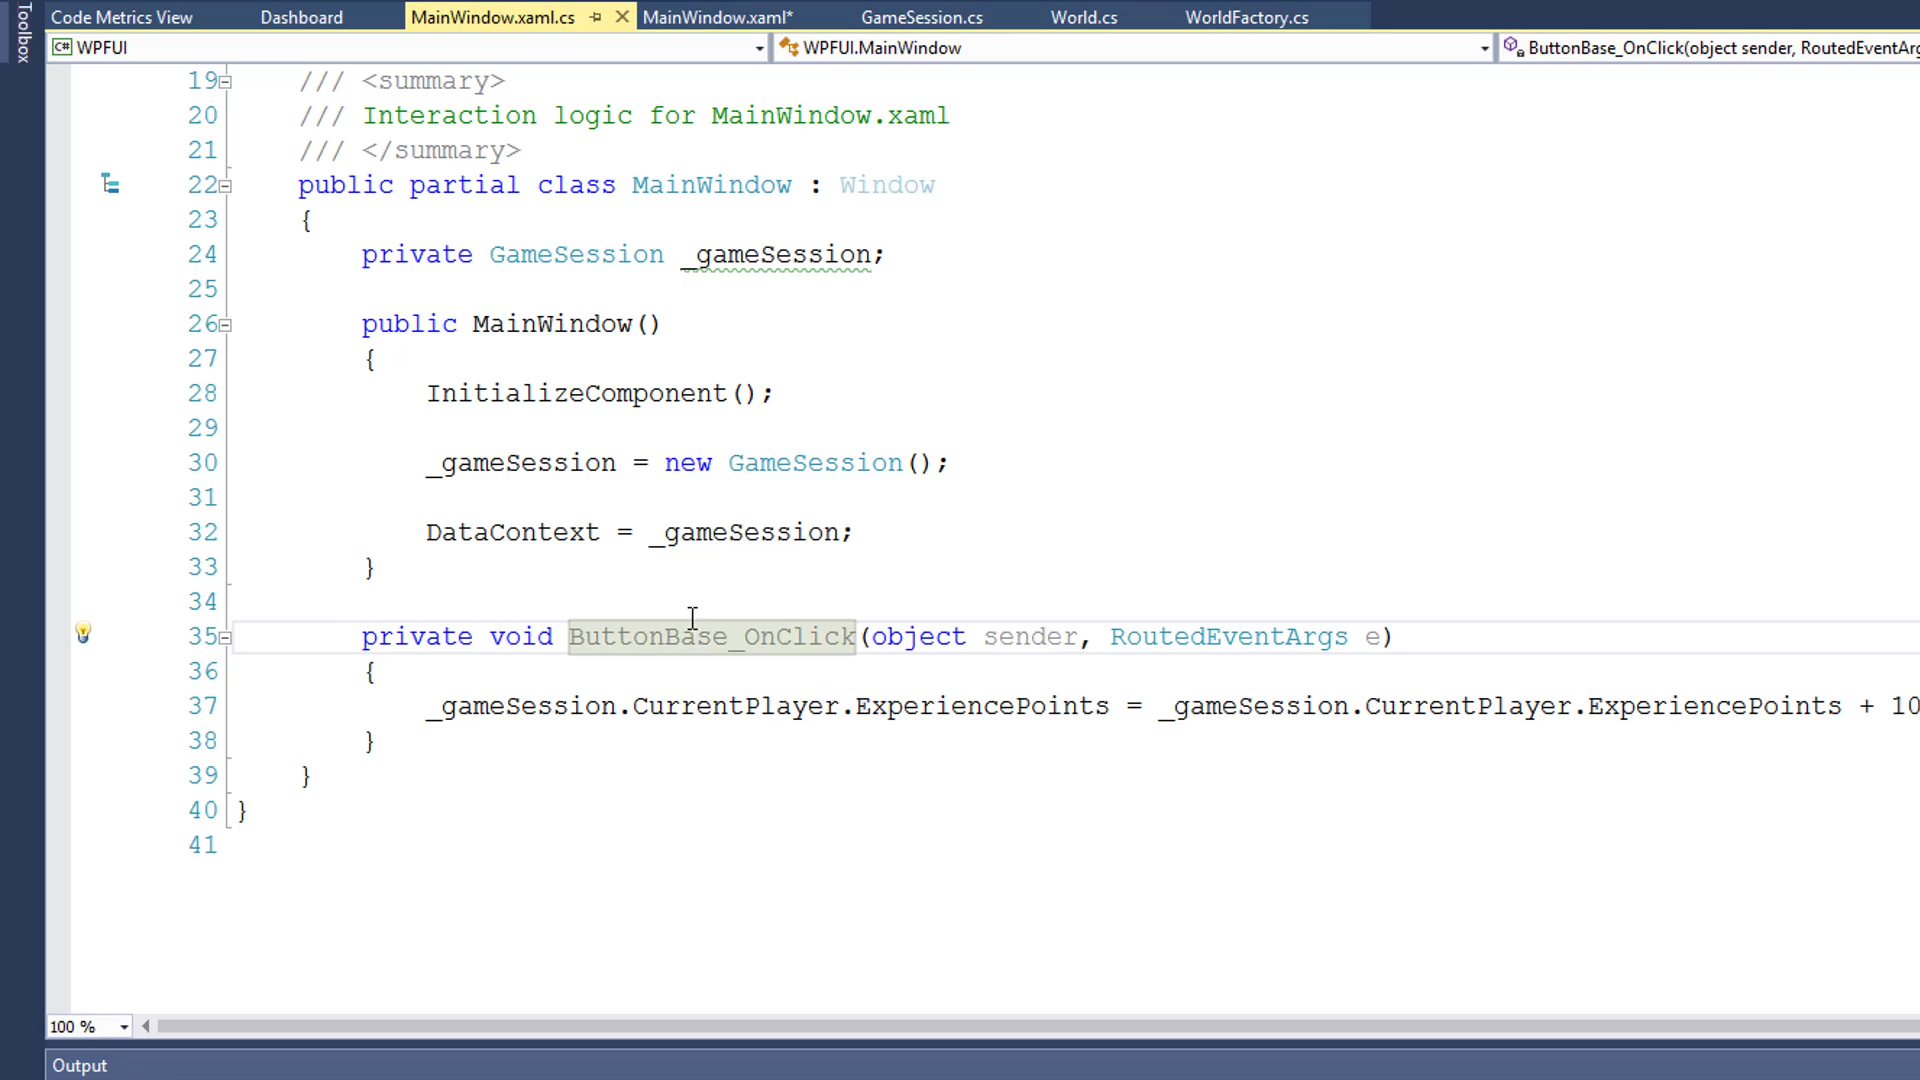 Toolbox
Code Metrics View Dashboard MainWindow.xaml.cs MainWindow.xaml* GameSession.cs World.cs WorldFactory.cs
C# WPFUI WPFUI.MainWindow ButtonBase_OnClick(object sender, RoutedEventArg
19 /// <summary>
20 /// Interaction logic for MainWindow.xaml
21 /// </summary>
22 public partial class MainWindow : Window
23 {
24 private GameSession _gameSession;
25
26 public MainWindow()
27 {
28 InitializeComponent();
29
30 _gameSession = new GameSession();
31
32 DataContext = _gameSession;
33 }
34
35 private void ButtonBase_OnClick(object sender, RoutedEventArgs e)
36 {
37 _gameSession.CurrentPlayer.ExperiencePoints = _gameSession.CurrentPlayer.ExperiencePoints + 10
38 }
39 }
40 }
41
100 %
Output